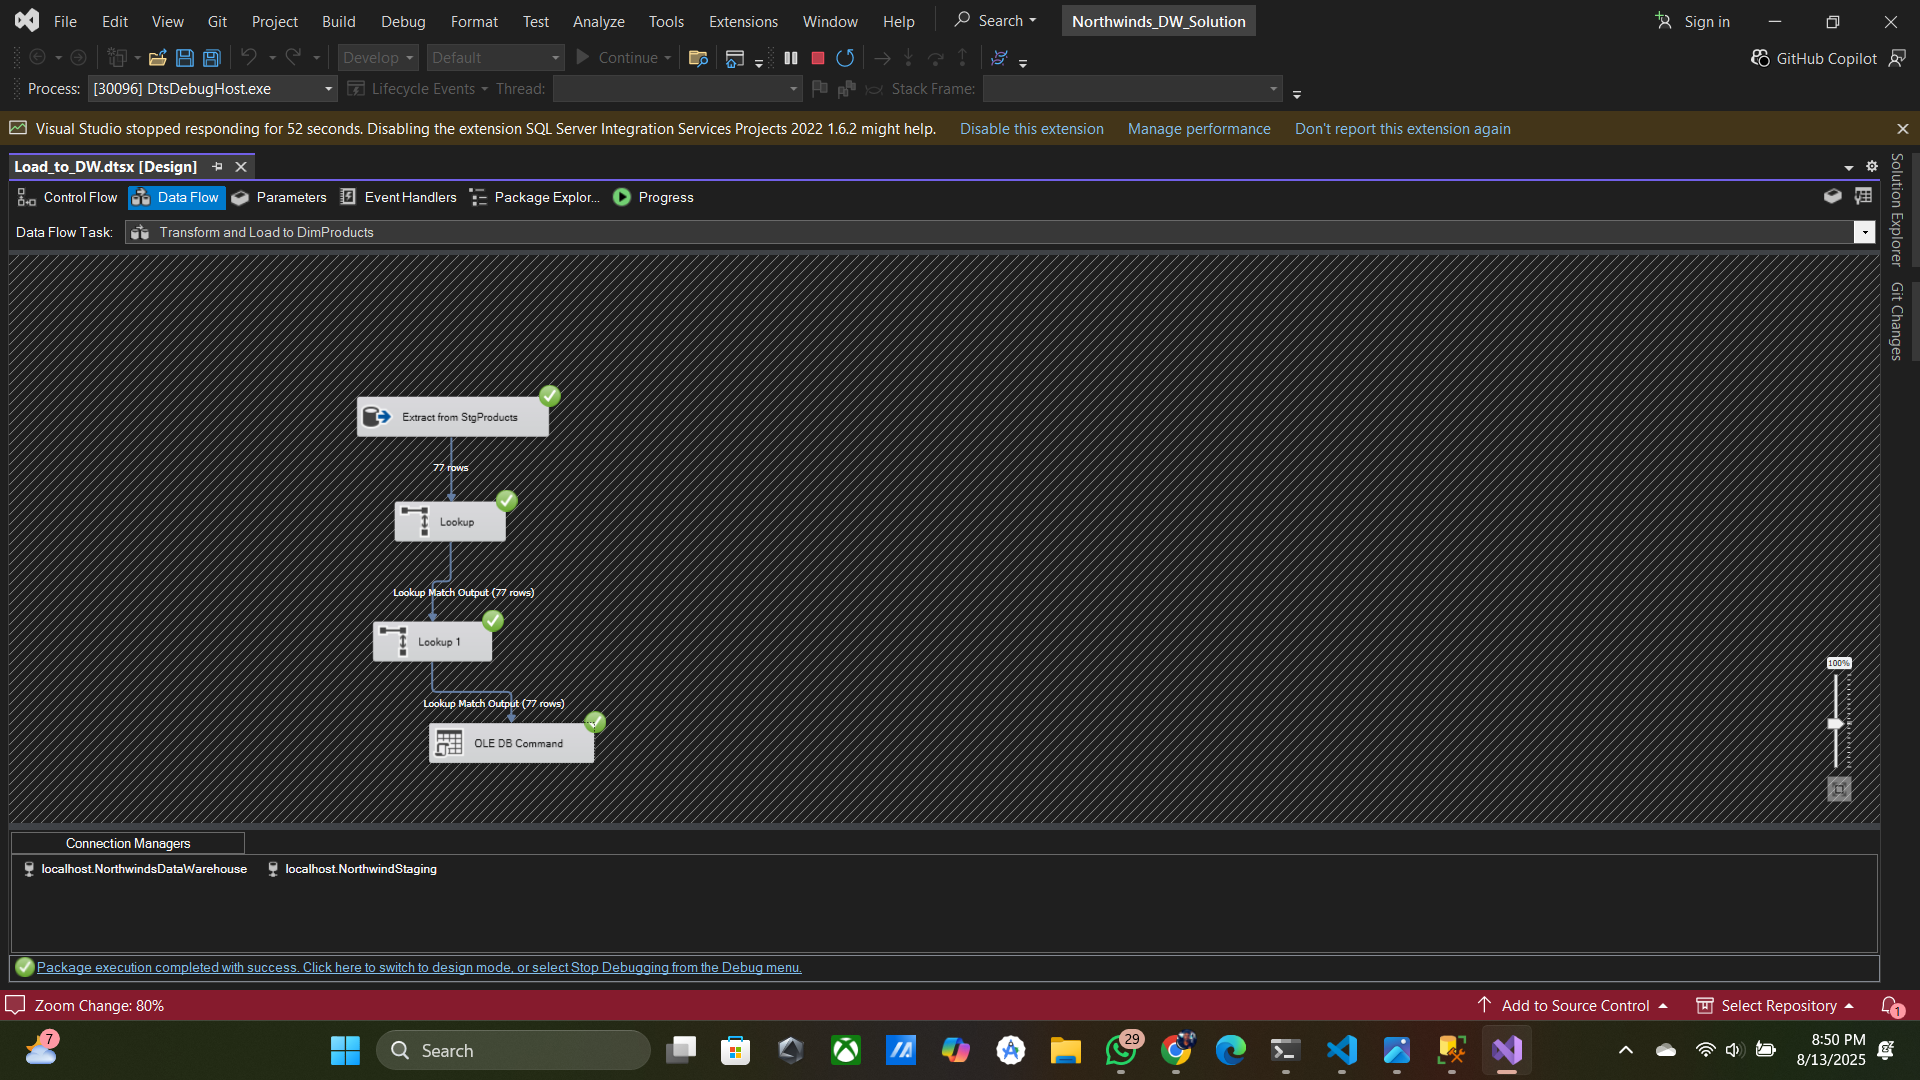 File Edit View Git Project Build Debug Format Test Analyze Tools Extensions Window Help Search Northwinds_DW_Solution Sign in
Develop Default Continue GitHub Copilot
Process: [30096] DtsDebugHost.exe Lifecycle Events Thread: Stack Frame:
Visual Studio stopped responding for 52 seconds. Disabling the extension SQL Server Integration Services Projects 2022 1.6.2 might help. Disable this extension Manage performance Don't report this extension again
Load_to_DW.dtsx [Design]
Control Flow Data Flow Parameters Event Handlers Package Explor... Progress
Data Flow Task: Transform and Load to DimProducts
Solution Explorer
Git Changes
Extract from StgProducts
77 rows
Lookup
Lookup Match Output (77 rows)
Lookup 1
Lookup Match Output (77 rows)
OLE DB Command
100%
Connection Managers
localhost.NorthwindsDataWarehouse localhost.NorthwindStaging
Package execution completed with success. Click here to switch to design mode, or select Stop Debugging from the Debug menu.
Zoom Change: 80% Add to Source Control Select Repository 1
7 Search 29 8:50 PM
8/13/2025